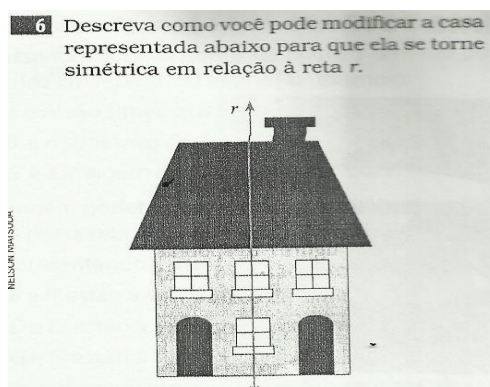 6 Descreva como você pode modificar a casa
representada abaixo para que ela se torne
simétrica em relação à reta r.
r
NELSON MATSUDA